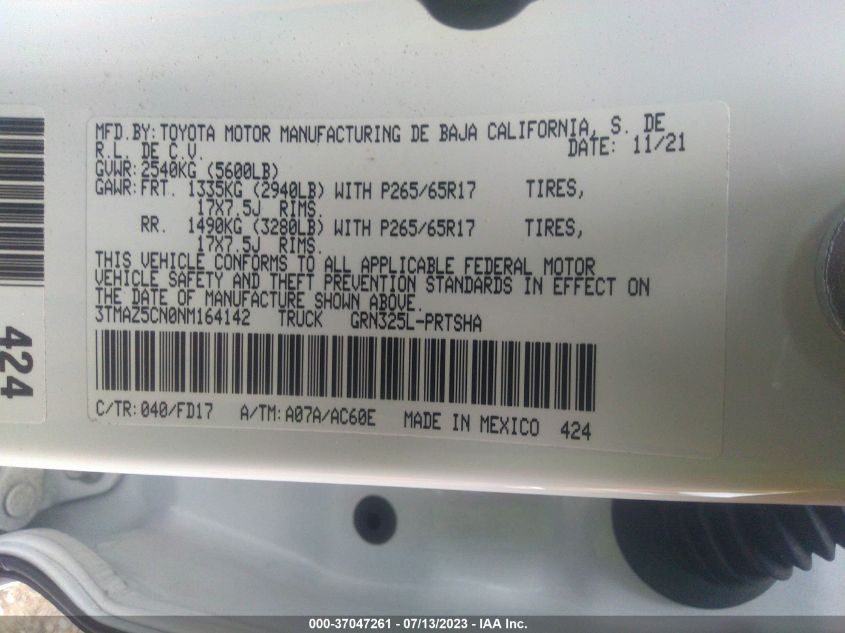 MFD.BY: TOYOTA MOTOR MANUFACTURING DE BAJA CALIFORNIA, S. DE
R.L. DE C.V. DATE: 11/21
GVWR: 2540KG (5600LB)
GAWR: FRT. 1335KG (2940LB) WITH P265/65R17 TIRES,
17X7.5J RIMS.
RR. 1490KG (3280LB) WITH P265/65R17 TIRES,
17X7.5J RIMS.
THIS VEHICLE CONFORMS TO ALL APPLICABLE FEDERAL MOTOR
VEHICLE SAFETY AND THEFT PREVENTION STANDARDS IN EFFECT ON
THE DATE OF MANUFACTURE SHOWN ABOVE.
3TMAZ5CN0NM164142 TRUCK GRN325L-PRTSHA
C/TR: 040/FD17 A/TM: A07A/AC60E MADE IN MEXICO 424
424
000-37047261 - 07/13/2023 - IAA Inc.